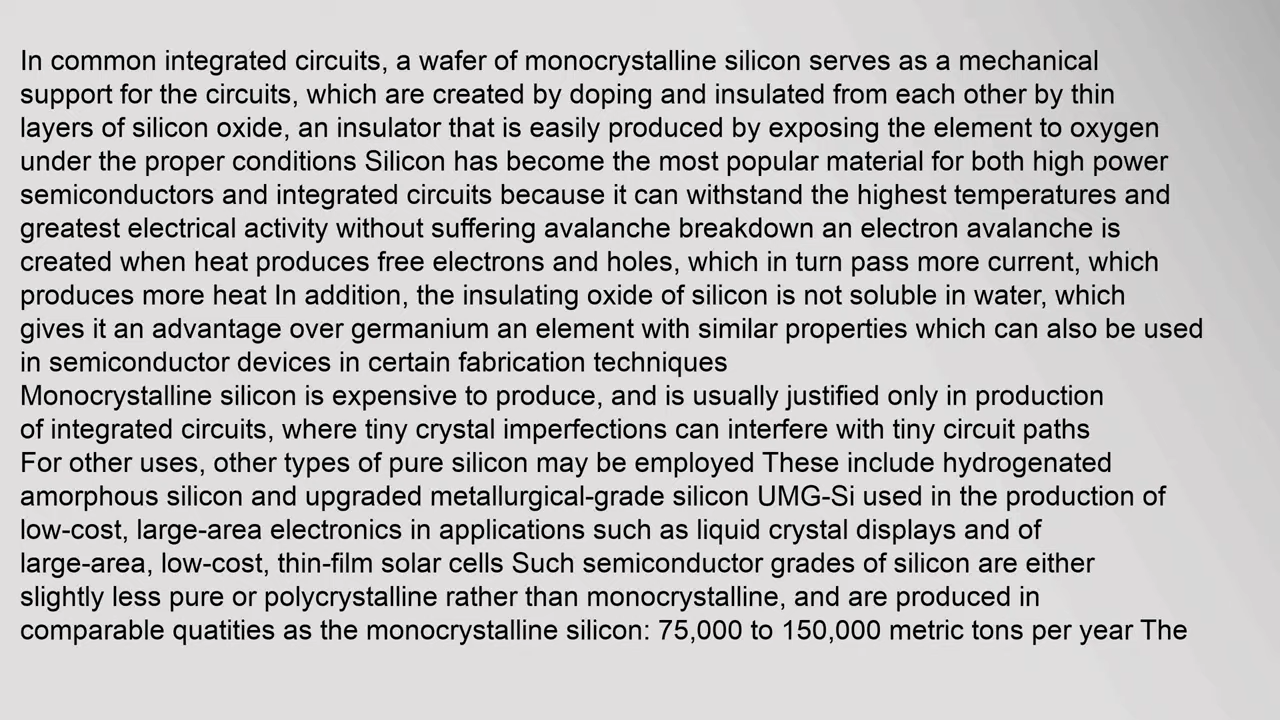 In common integrated circuits, a wafer of monocrystalline silicon serves as a mechanical
support for the circuits, which are created by doping and insulated from each other by thin
layers of silicon oxide, an insulator that is easily produced by exposing the element to oxygen
under the proper conditions Silicon has become the most popular material for both high power
semiconductors and integrated circuits because it can withstand the highest temperatures and
greatest electrical activity without suffering avalanche breakdown an electron avalanche is
created when heat produces free electrons and holes, which in turn pass more current, which
produces more heat In addition, the insulating oxide of silicon is not soluble in water, which
gives it an advantage over germanium an element with similar properties which can also be used
in semiconductor devices in certain fabrication techniques
Monocrystalline silicon is expensive to produce, and is usually justified only in production
of integrated circuits, where tiny crystal imperfections can interfere with tiny circuit paths
For other uses, other types of pure silicon may be employed These include hydrogenated
amorphous silicon and upgraded metallurgical-grade silicon UMG-Si used in the production of
low-cost, large-area electronics in applications such as liquid crystal displays and of
large-area, low-cost, thin-film solar cells Such semiconductor grades of silicon are either
slightly less pure or polycrystalline rather than monocrystalline, and are produced in
comparable quatities as the monocrystalline silicon: 75,000 to 150,000 metric tons per year The